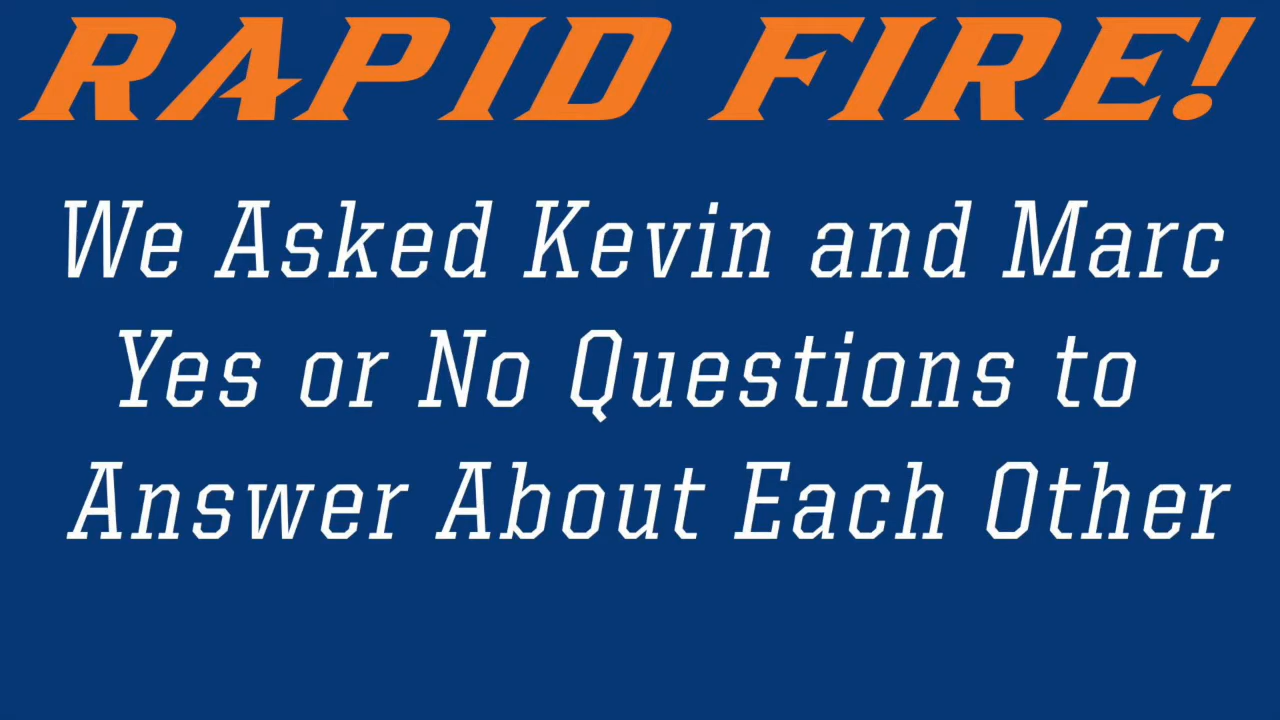 RAPID FIRE!
We Asked Kevin and Marc
Yes or No Questions to
Answer About Each Other